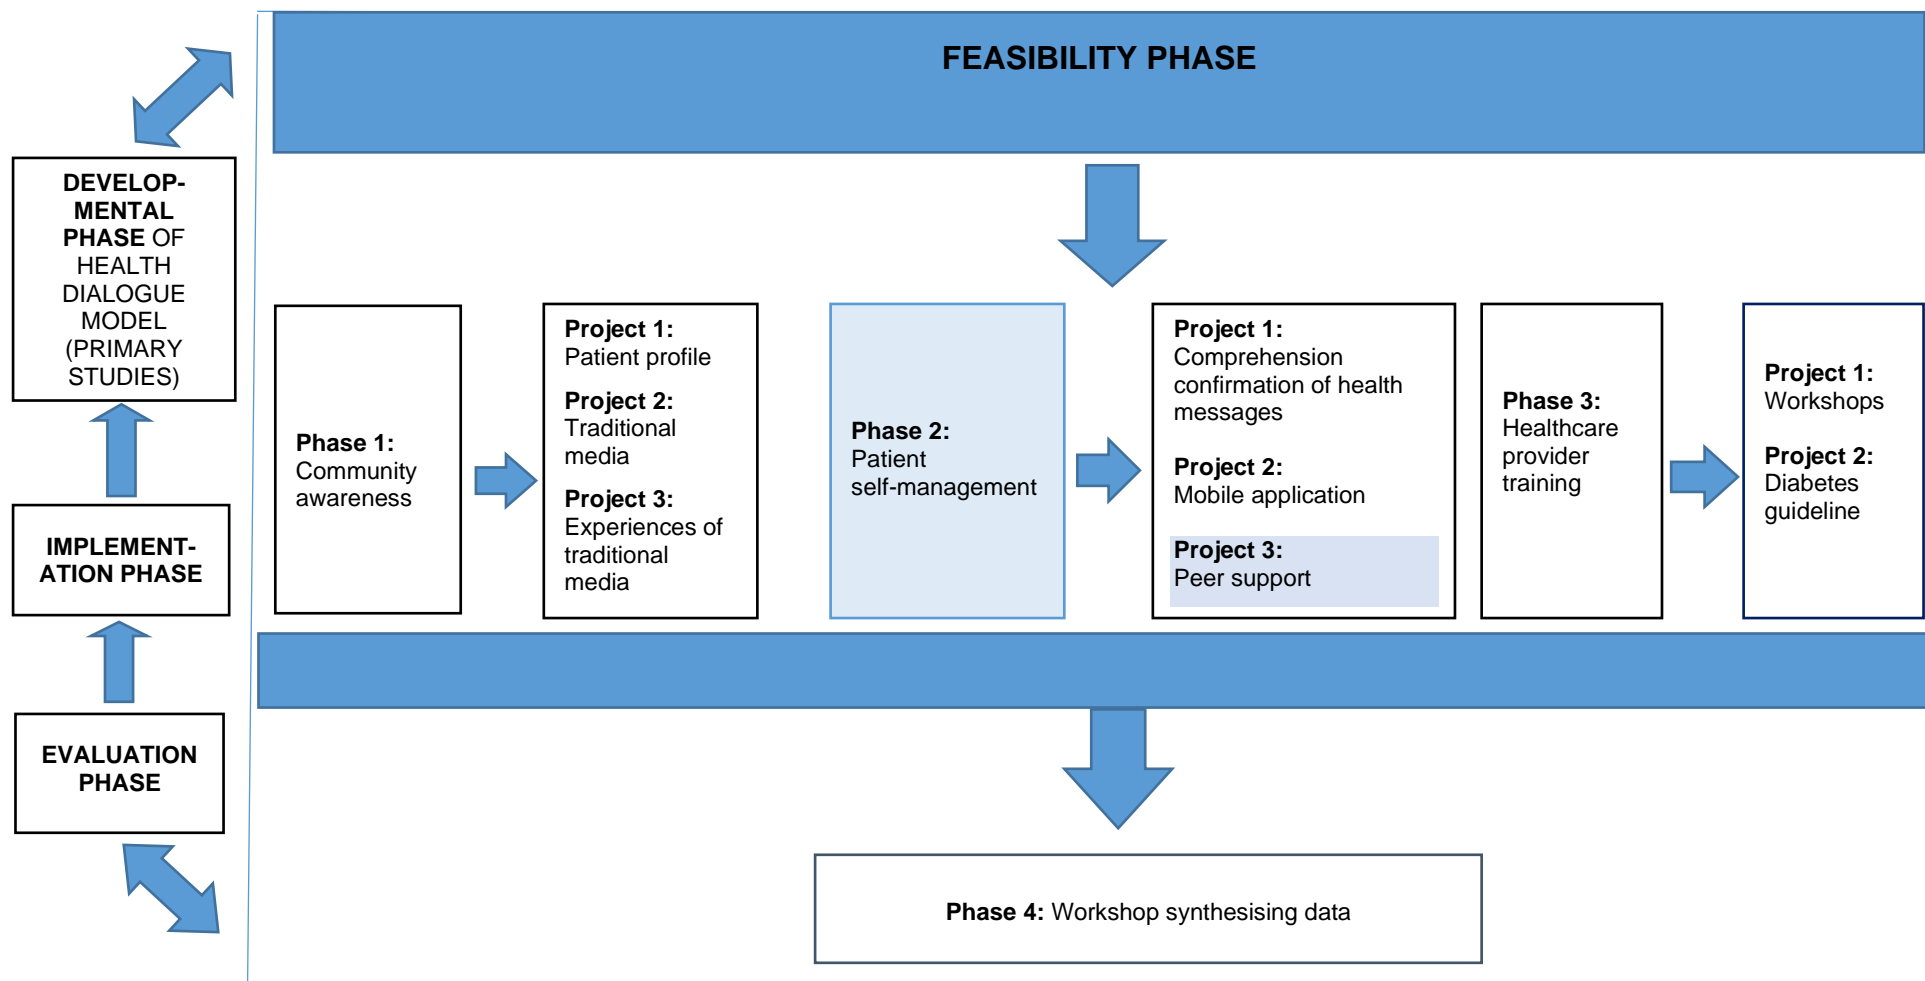 FEASIBILITY PHASE
DEVELOP-
MENTAL
PHASE OF
HEALTH
DIALOGUE
MODEL
(PRIMARY
STUDIES)
IMPLEMENT-
ATION PHASE
EVALUATION
PHASE
Phase 1:
Community
awareness
Project 1:
Patient profile
Project 2:
Traditional
media
Project 3:
Experiences of
traditional
media
Phase 2:
Patient
self-management
Project 1:
Comprehension
confirmation of health
messages
Project 2:
Mobile application
Project 3:
Peer support
Phase 3:
Healthcare
provider
training
Project 1:
Workshops
Project 2:
Diabetes
guideline
Phase 4: Workshop synthesising data